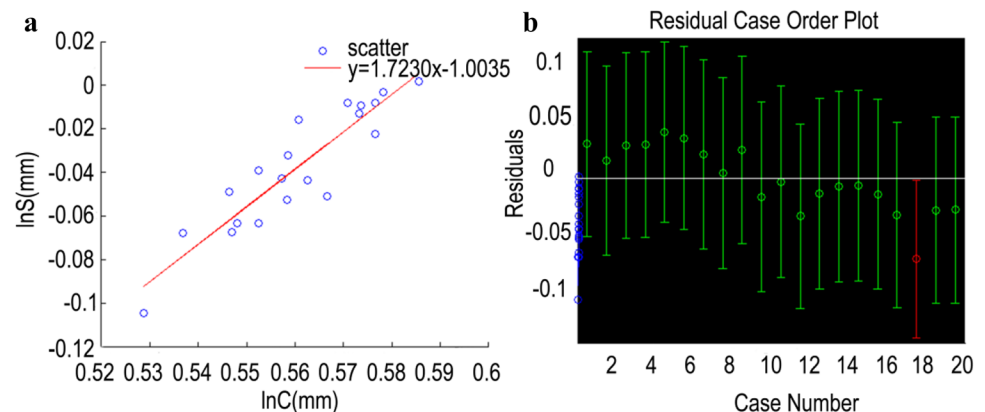 a
0.02
0
-0.02
-0.04
-0.06
-0.08
-0.1
-0.12
lnS(mm)
scatter
y=1.7230x-1.0035
0.52 0.53 0.54 0.55 0.56 0.57 0.58 0.59 0.6
lnC(mm)
b
Residual Case Order Plot
0.1
0.05
0
-0.05
-0.1
Residuals
2 4 6 8 10 12 14 16 18 20
Case Number